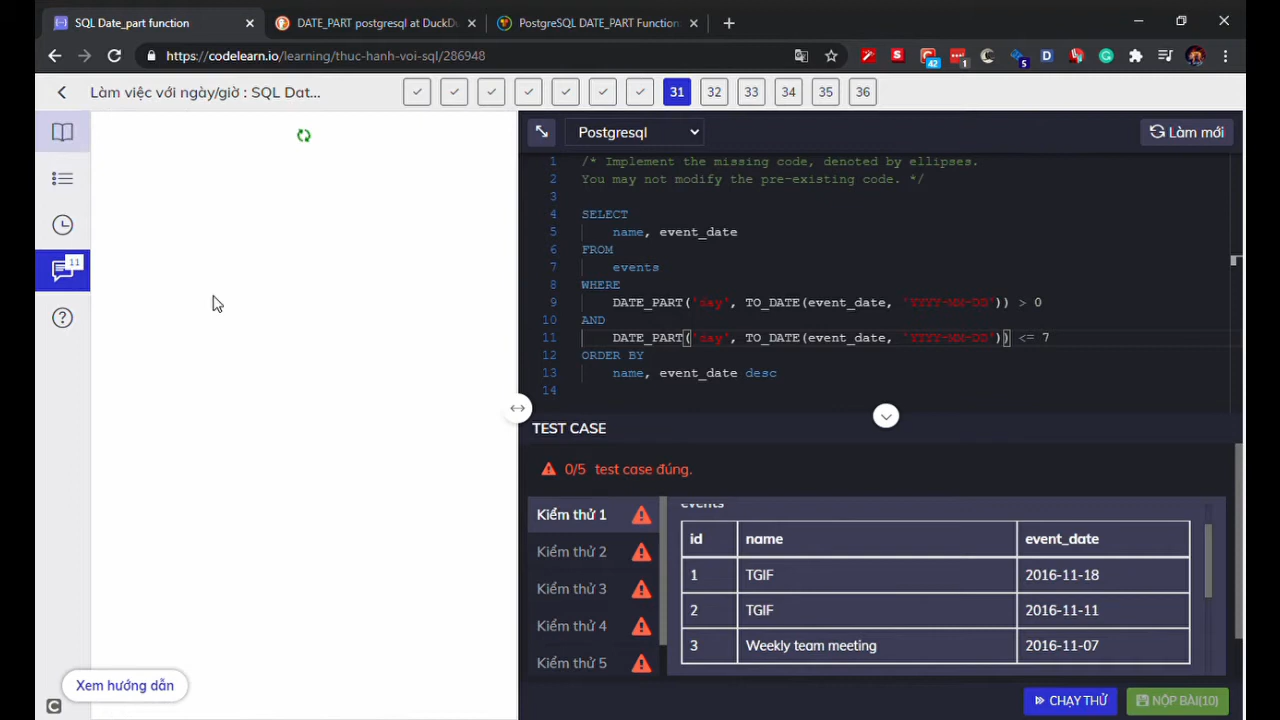 SQL Date_part function
DATE_PART postgresql at DuckDu
PostgreSQL DATE_PART Function
https://codelearn.io/learning/thuc-hanh-voi-sql/286948
42
1
5
Làm việc với ngày/giờ : SQL Dat...
31
32
33
34
35
36
11
Postgresql
Làm mới
1 /* Implement the missing code, denoted by ellipses.
2 You may not modify the pre-existing code. */
3
4 SELECT
5 name, event_date
6 FROM
7 events
8 WHERE
9 DATE_PART('day', TO_DATE(event_date, 'YYYY-MM-DD')) > 0
10 AND
11 DATE_PART('day', TO_DATE(event_date, 'YYYY-MM-DD')) <= 7
12 ORDER BY
13 name, event_date desc
14
TEST CASE
0/5 test case đúng.
Kiểm thử 1
Kiểm thử 2
Kiểm thử 3
Kiểm thử 4
Kiểm thử 5
events
id name event_date
1 TGIF 2016-11-18
2 TGIF 2016-11-11
3 Weekly team meeting 2016-11-07
Xem hướng dẫn
CHẠY THỬ
NỘP BÀI(10)